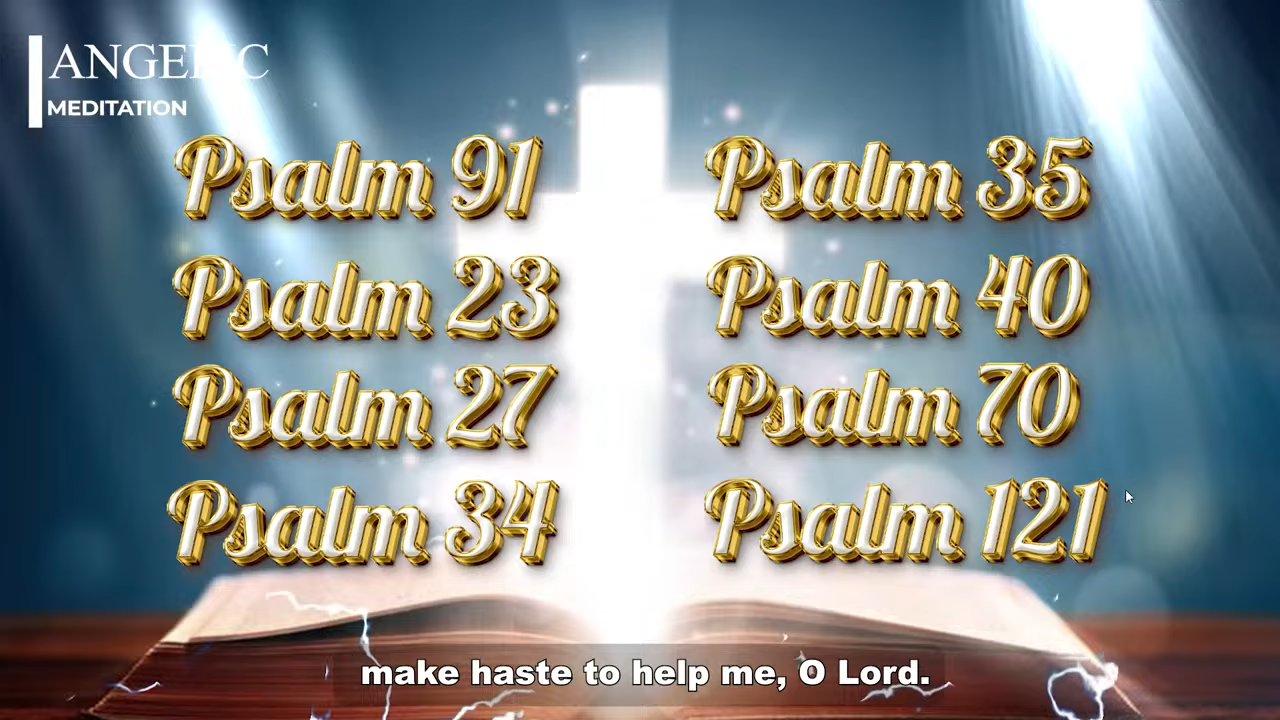 ANGELIC
MEDITATION
Psalm 91
Psalm 23
Psalm 27
Psalm 34
Psalm 35
Psalm 40
Psalm 70
Psalm 121
make haste to help me, O Lord.